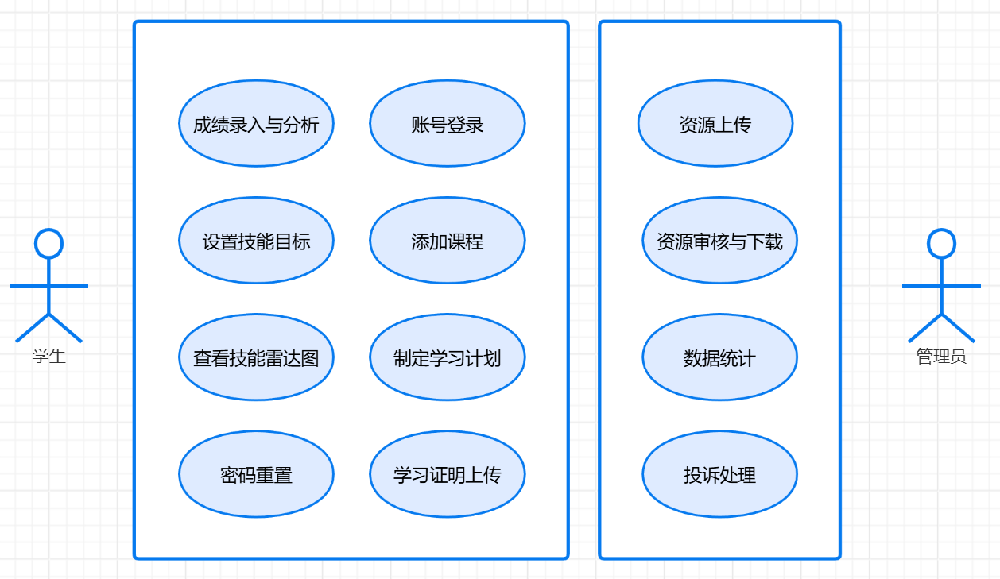 成绩录入与分析
账号登录
资源上传
设置技能目标
添加课程
资源审核与下载
查看技能雷达图
制定学习计划
数据统计
学生
管理员
密码重置
学习证明上传
投诉处理